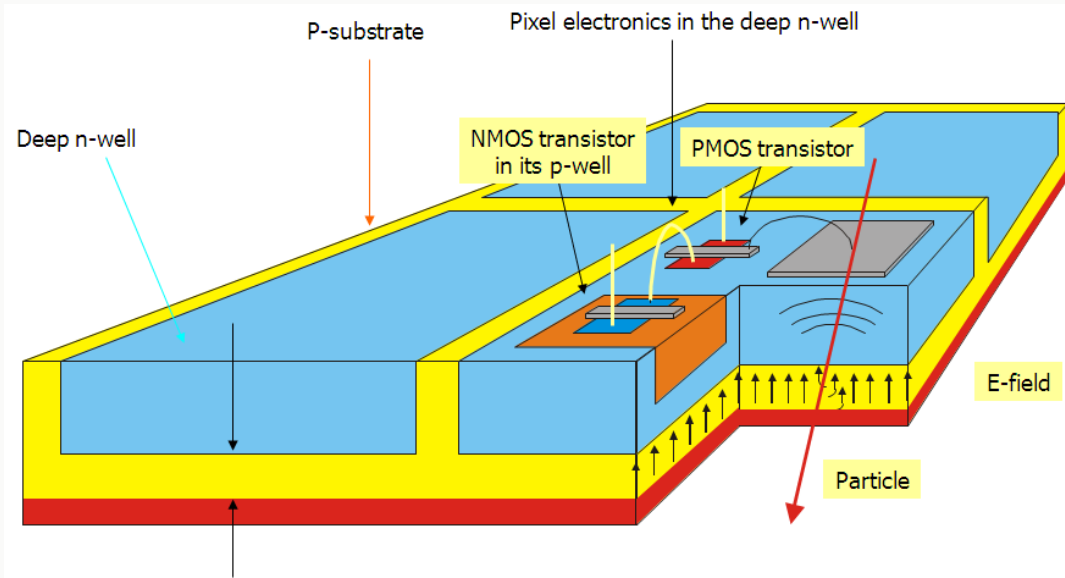 P-substrate
Pixel electronics in the deep n-well
Deep n-well
NMOS transistor
in its p-well
PMOS transistor
E-field
Particle